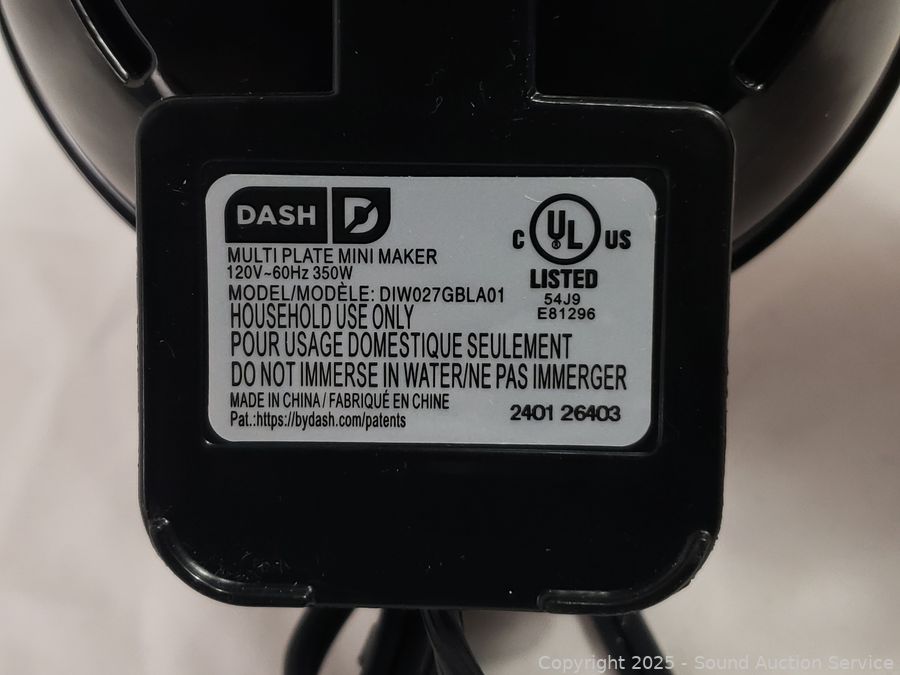 DASH D
MULTI PLATE MINI MAKER
120V~60Hz 350W
MODEL/MODÈLE: DIW027GBLA01
HOUSEHOLD USE ONLY
POUR USAGE DOMESTIQUE SEULEMENT
DO NOT IMMERSE IN WATER/NE PAS IMMERGER
MADE IN CHINA / FABRIQUÉ EN CHINE
Pat.:https://bydash.com/patents
C UL US
LISTED
54J9
E81296
2401 26403
Copyright 2025 - Sound Auction Service